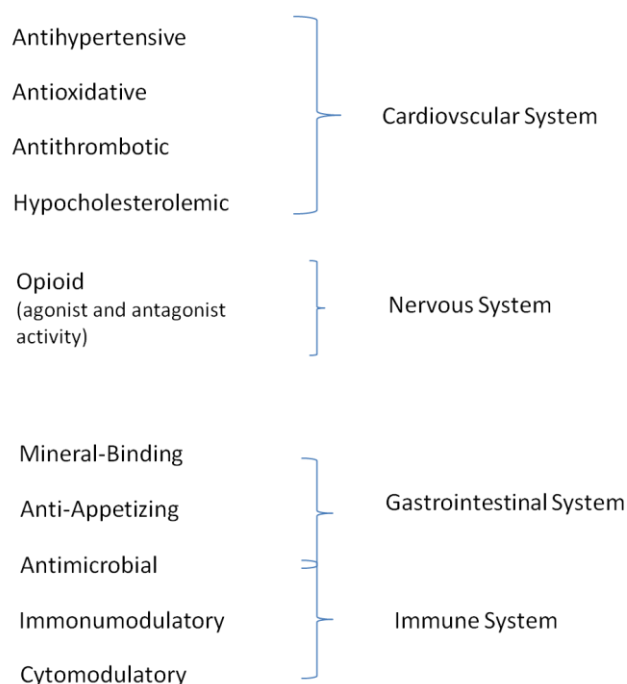 Antihypertensive
Antioxidative
Cardiovscular System
Antithrombotic
Hypocholesterolemic
Opioid
(agonist and antagonist
activity)
Nervous System
Mineral-Binding
Anti-Appetizing
Gastrointestinal System
Antimicrobial
Immonumodulatory
Immune System
Cytomodulatory